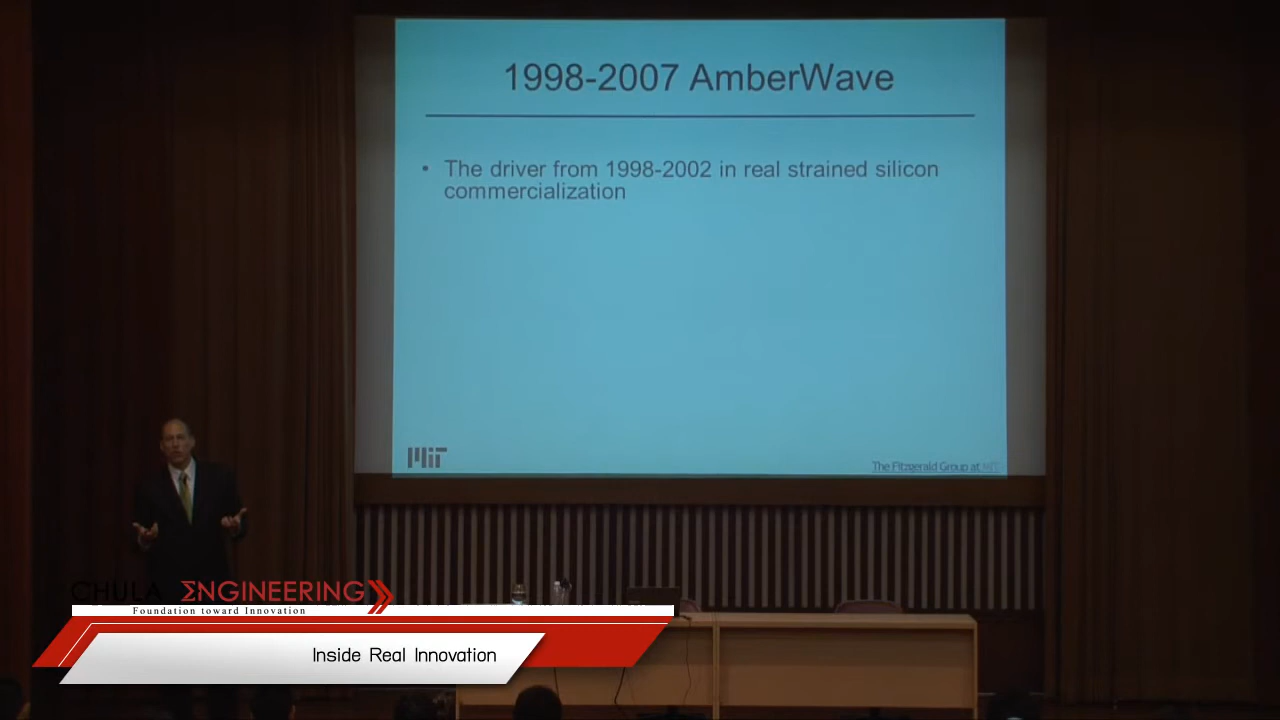 1998-2007 AmberWave
• The driver from 1998-2002 in real strained silicon
commercialization
MIT
The Fitzgerald Group at MIT
CHULA ΣNGINEERING
Foundation toward Innovation
Inside Real Innovation